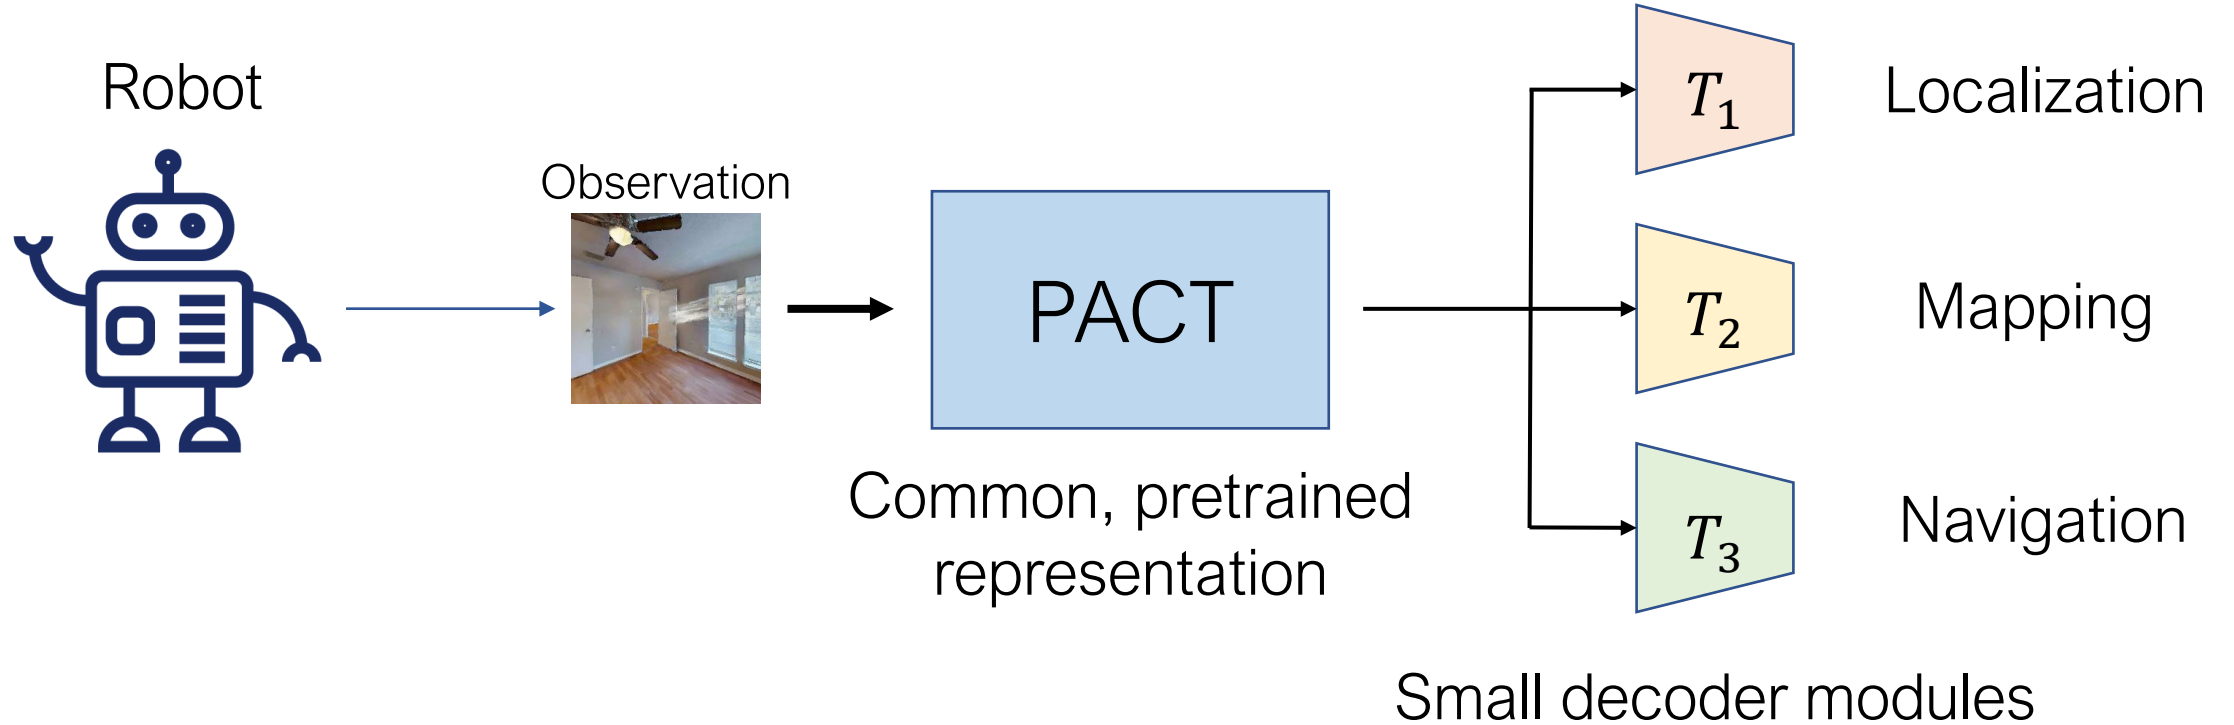 Robot
Observation
PACT
Common, pretrained
representation
T₁
Localization
T₂
Mapping
T₃
Navigation
Small decoder modules